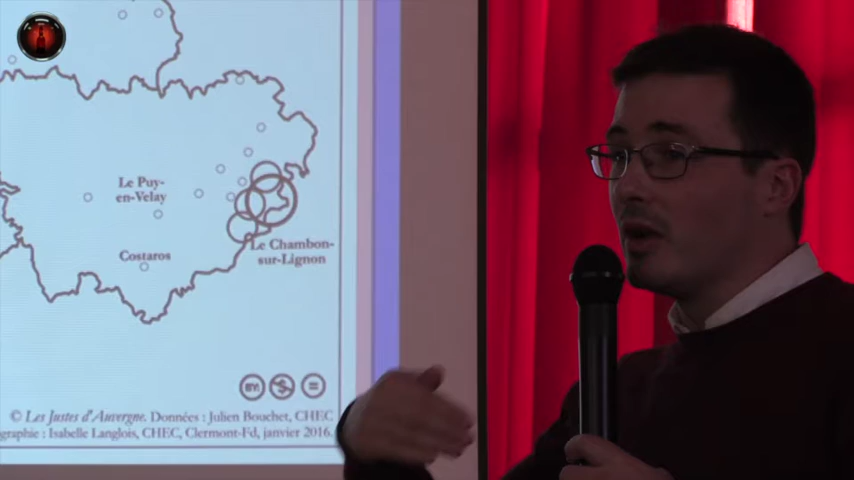 Le Puy-
en-Velay
Costaros
Le Chambon-
sur-Lignon
BY: $ =
© Les Justes d'Auvergne. Données : Julien Bouchet, CHEC
graphie : Isabelle Langlois, CHEC, Clermont-Fd, janvier 2016.